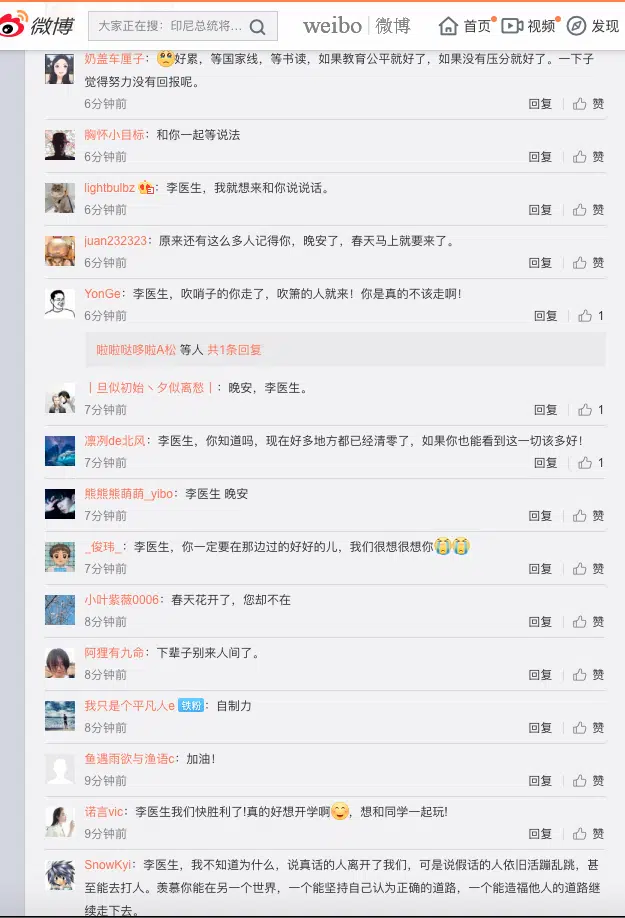 微博 大家正在搜：印尼总统将... weibo 微博 首页 视频 发现
奶盖车厘子：好累，等国家线，等书读，如果教育公平就好了，如果没有压分就好了。一下子
觉得努力没有回报呢。
6分钟前 回复 赞
胸怀小目标：和你一起等说法
6分钟前 回复 赞
lightbulbz：李医生，我就想来和你说说话。
6分钟前 回复 赞
juan232323：原来还有这么多人记得你，晚安了，春天马上就要来了。
6分钟前 回复 赞
YonGe：李医生，吹哨子的你走了，吹箫的人就来！你是真的不该走啊！
6分钟前 回复 1
啦啦哒哆啦A松 等人 共1条回复
丨旦似初始丶夕似离愁丨：晚安，李医生。
7分钟前 回复 1
凛冽de北风：李医生，你知道吗，现在好多地方都已经清零了，如果你也能看到这一切该多好！
7分钟前 回复 1
熊熊熊萌萌_yibo：李医生 晚安
7分钟前 回复 赞
_俊玮_：李医生，你一定要在那边过的好好的儿，我们很想很想你😭😭
7分钟前 回复 赞
小叶紫薇0006：春天花开了，您却不在
8分钟前 回复 赞
阿狸有九命：下辈子别来人间了。
8分钟前 回复 赞
我只是个平凡人e 铁粉：自制力
8分钟前 回复 赞
鱼遇雨欲与渔语c：加油！
9分钟前 回复 赞
诺言vic：李医生我们快胜利了!真的好想开学啊😊，想和同学一起玩!
9分钟前 回复 赞
SnowKyi：李医生，我不知道为什么，说真话的人离开了我们，可是说假话的人依旧活蹦乱跳，甚
至能去打人。羡慕你能在另一个世界，一个能坚持自己认为正确的道路，一个能造福他人的道路继
续走下去。